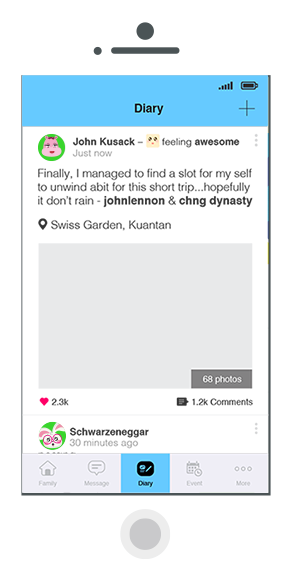 Diary
John Kusack – feeling awesome
Just now
Finally, I managed to find a slot for my self
to unwind abit for this short trip...hopefully
it don't rain - johnlennon & chng dynasty
Swiss Garden, Kuantan
68 photos
2.3k
1.2k Comments
Schwarzeneggar
30 minutes ago
Family
Message
Diary
Event
More